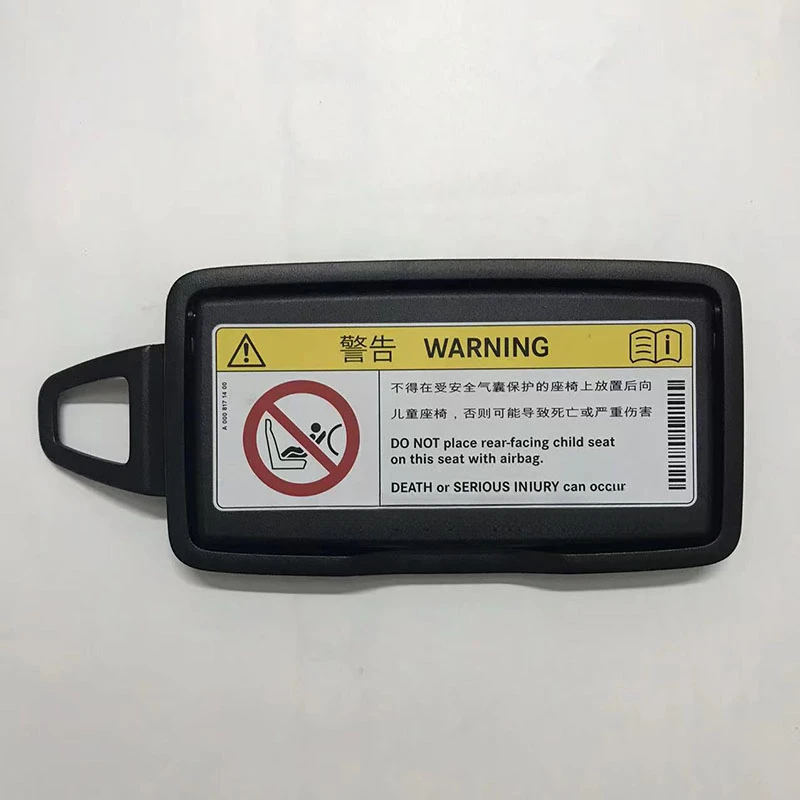 警告 WARNING
A 000 817 14 00
不得在受安全气囊保护的座椅上放置后向
儿童座椅，否则可能导致死亡或严重伤害
DO NOT place rear-facing child seat
on this seat with airbag.
DEATH or SERIOUS INIURY can occur